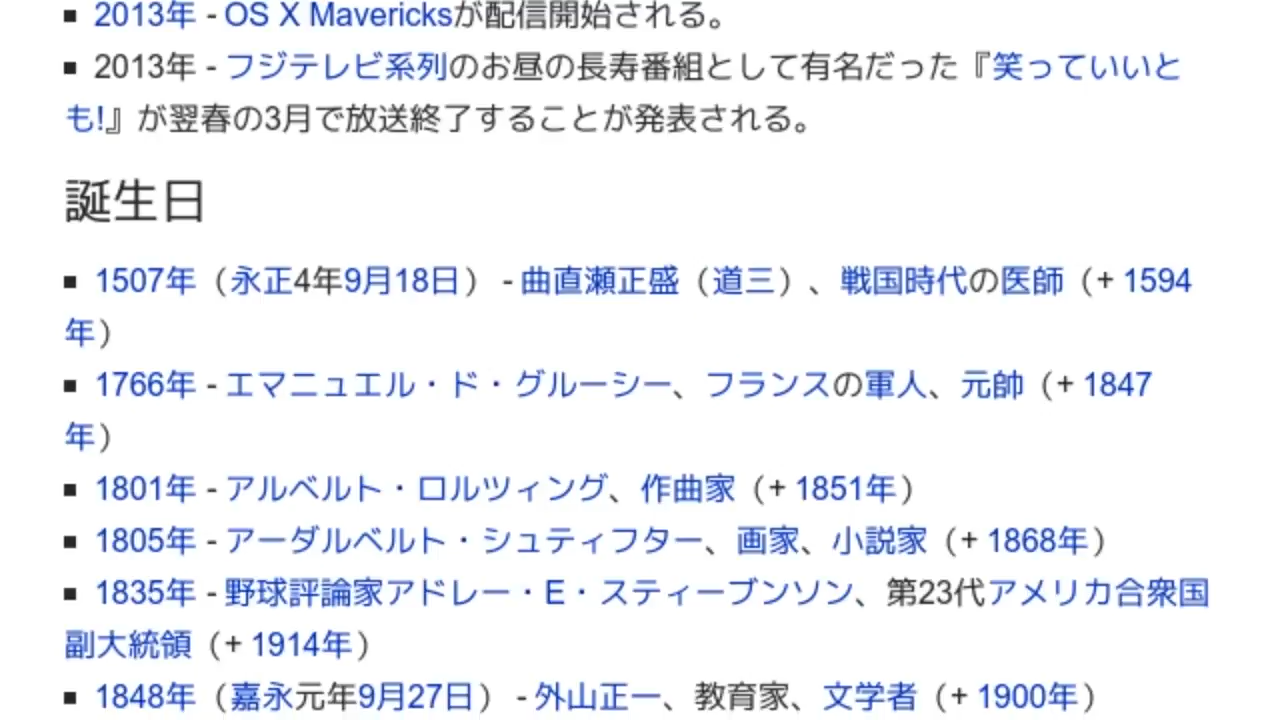 ▪ 2013年 - OS X Mavericksが配信開始される。
▪ 2013年 - フジテレビ系列のお昼の長寿番組として有名だった『笑っていいと
も!』が翌春の3月で放送終了することが発表される。
誕生日
▪ 1507年（永正4年9月18日） - 曲直瀬正盛（道三）、戦国時代の医師（+ 1594
年）
▪ 1766年 - エマニュエル・ド・グルーシー、フランスの軍人、元帥（+ 1847
年）
▪ 1801年 - アルベルト・ロルツィング、作曲家（+ 1851年）
▪ 1805年 - アーダルベルト・シュティフター、画家、小説家（+ 1868年）
▪ 1835年 - 野球評論家アドレー・E・スティーブンソン、第23代アメリカ合衆国
副大統領（+ 1914年）
▪ 1848年（嘉永元年9月27日） - 外山正一、教育家、文学者（+ 1900年）